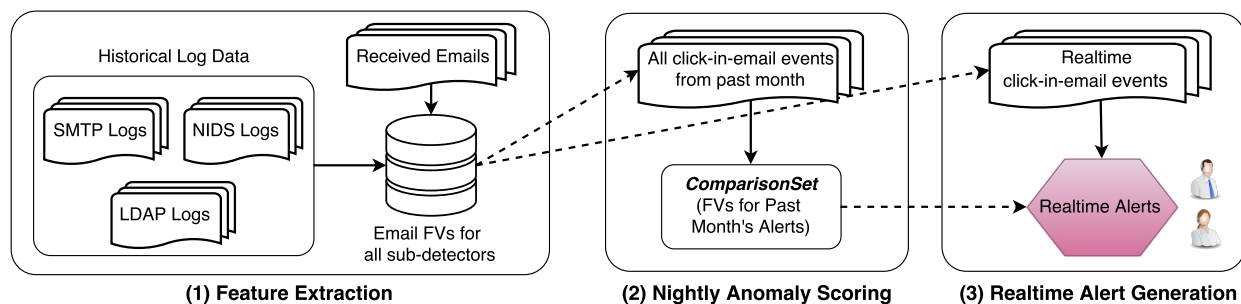 Historical Log Data
SMTP Logs
NIDS Logs
LDAP Logs
Received Emails
Email FVs for
all sub-detectors
(1) Feature Extraction
All click-in-email events
from past month
ComparisonSet
(FVs for Past
Month's Alerts)
(2) Nightly Anomaly Scoring
Realtime
click-in-email events
Realtime Alerts
(3) Realtime Alert Generation